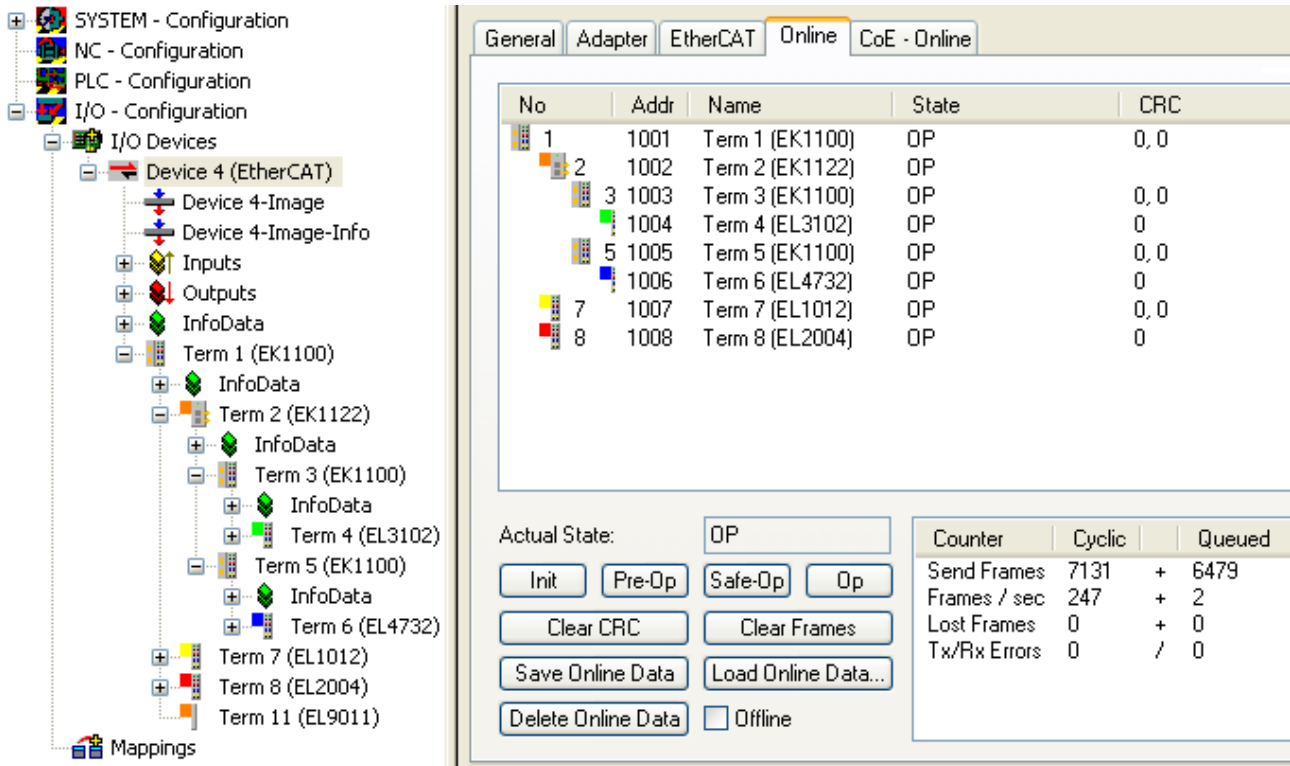 SYSTEM - Configuration
NC - Configuration
PLC - Configuration
I/O - Configuration
I/O Devices
Device 4 (EtherCAT)
Device 4-Image
Device 4-Image-Info
Inputs
Outputs
InfoData
Term 1 (EK1100)
InfoData
Term 2 (EK1122)
InfoData
Term 3 (EK1100)
InfoData
Term 4 (EL3102)
Term 5 (EK1100)
InfoData
Term 6 (EL4732)
Term 7 (EL1012)
Term 8 (EL2004)
Term 11 (EL9011)
Mappings
General Adapter EtherCAT Online CoE - Online
No Addr Name State CRC
1 1001 Term 1 (EK1100) OP 0, 0
2 1002 Term 2 (EK1122) OP
3 1003 Term 3 (EK1100) OP 0, 0
1004 Term 4 (EL3102) OP 0
5 1005 Term 5 (EK1100) OP 0, 0
1006 Term 6 (EL4732) OP 0
7 1007 Term 7 (EL1012) OP 0, 0
8 1008 Term 8 (EL2004) OP 0
Actual State: OP
Init Pre-Op Safe-Op Op
Clear CRC Clear Frames
Save Online Data Load Online Data...
Delete Online Data Offline
Counter Cyclic Queued
Send Frames 7131 + 6479
Frames / sec 247 + 2
Lost Frames 0 + 0
Tx/Rx Errors 0 / 0